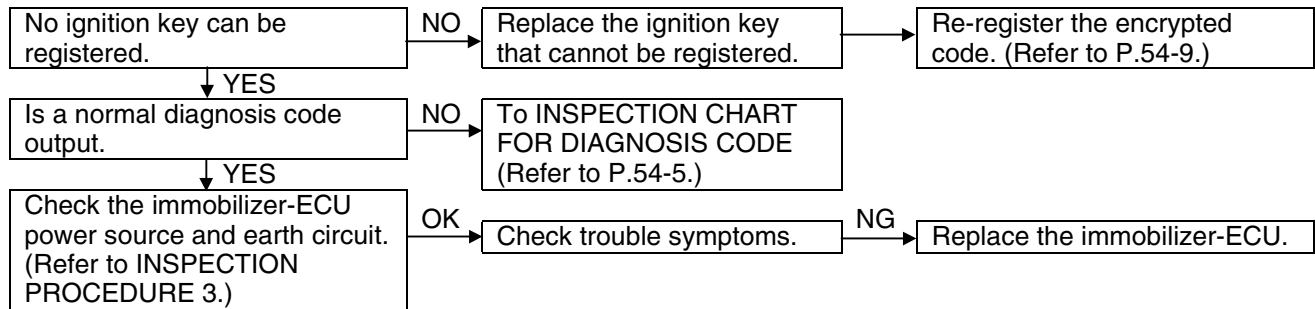 No ignition key can be
registered.
NO
Replace the ignition key
that cannot be registered.
Re-register the encrypted
code. (Refer to P.54-9.)
YES
Is a normal diagnosis code
output.
NO
To INSPECTION CHART
FOR DIAGNOSIS CODE
(Refer to P.54-5.)
YES
Check the immobilizer-ECU
power source and earth circuit.
(Refer to INSPECTION
PROCEDURE 3.)
OK
Check trouble symptoms.
NG
Replace the immobilizer-ECU.